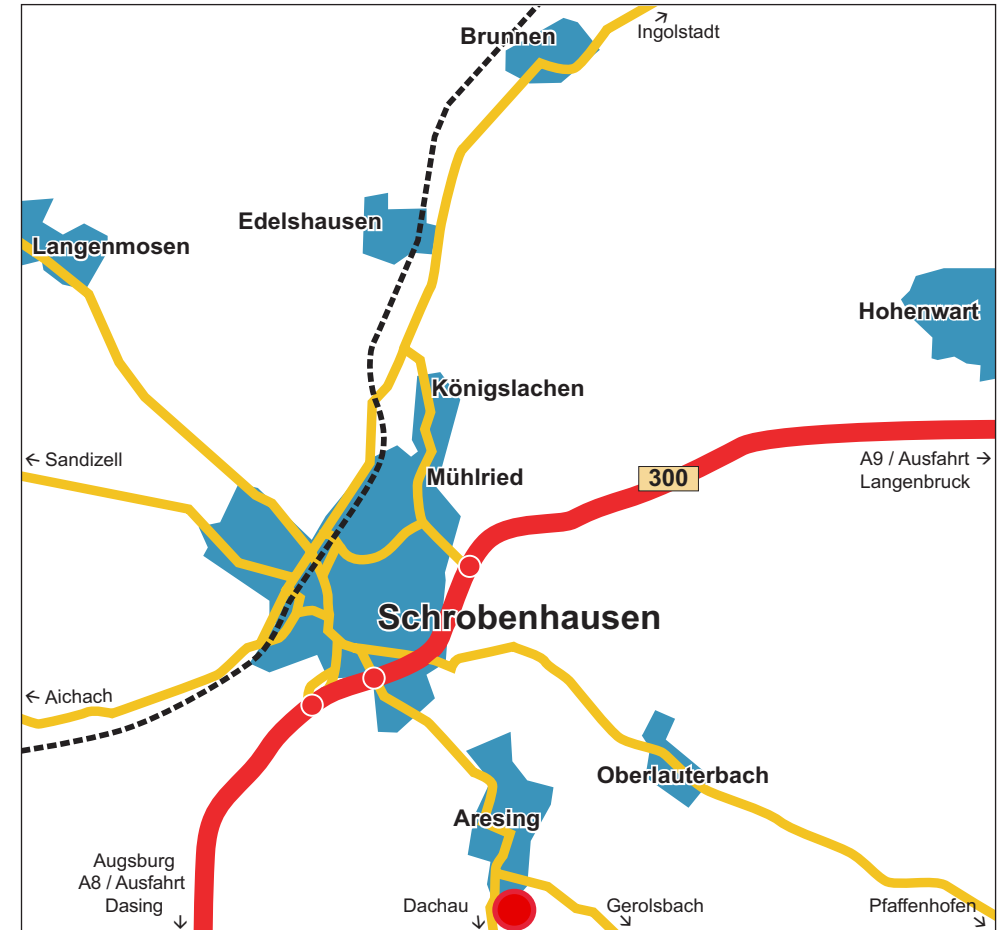 Brunnen
Ingolstadt
Edelshausen
Langenmosen
Hohenwart
Königslachen
← Sandizell
Mühlried
300
A9 / Ausfahrt →
Langenbruck
Schrobenhausen
← Aichach
Oberlauterbach
Aresing
Augsburg
A8 / Ausfahrt
Dasing
Dachau
Gerolsbach
Pfaffenhofen